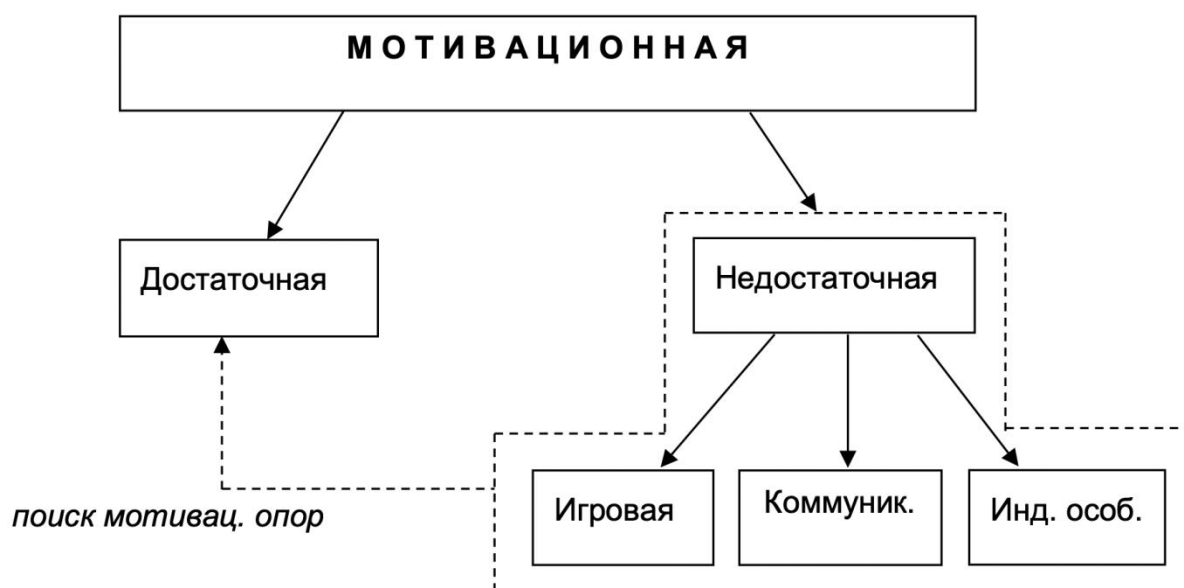 МОТИВАЦИОННАЯ
Достаточная
Недостаточная
Игровая
Коммуник.
Инд. особ.
поиск мотивац. опор